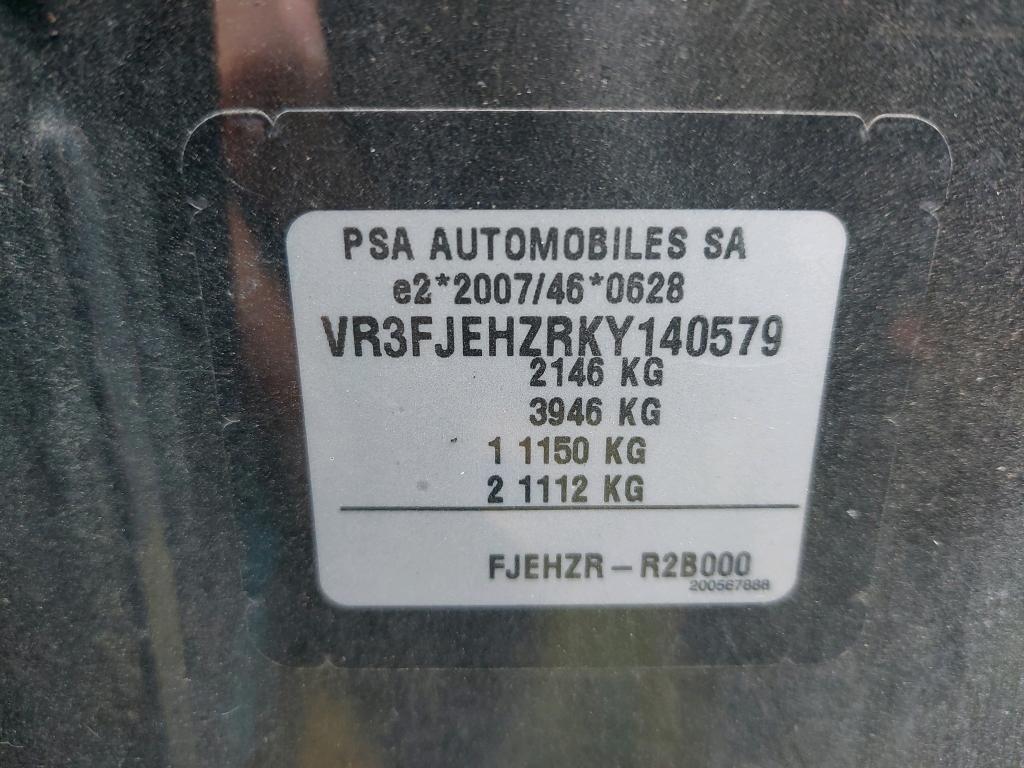 PSA AUTOMOBILES SA
e2*2007/46*0628
VR3FJEHZRKY140579
2146 KG
3946 KG
1 1150 KG
2 1112 KG
FJEHZR – R2B000
200567888